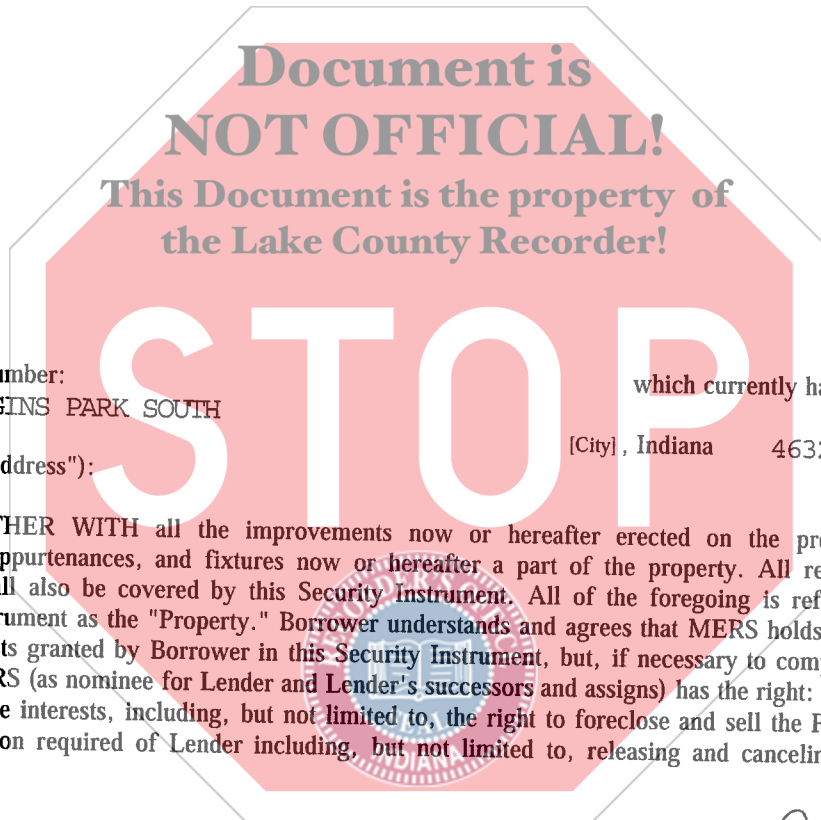 Document is
NOT OFFICIAL!
This Document is the property of
the Lake County Recorder!
STOP
umber:
which currently ha
GINS PARK SOUTH
[City], Indiana 4632
ddress"):
THER WITH all the improvements now or hereafter erected on the pr
ppurtenances, and fixtures now or hereafter a part of the property. All re
ll also be covered by this Security Instrument. All of the foregoing is ref
rument as the "Property." Borrower understands and agrees that MERS holds
ts granted by Borrower in this Security Instrument, but, if necessary to comp
RS (as nominee for Lender and Lender's successors and assigns) has the right:
e interests, including, but not limited to, the right to foreclose and sell the P
on required of Lender including, but not limited to, releasing and cancelin
INDIANA